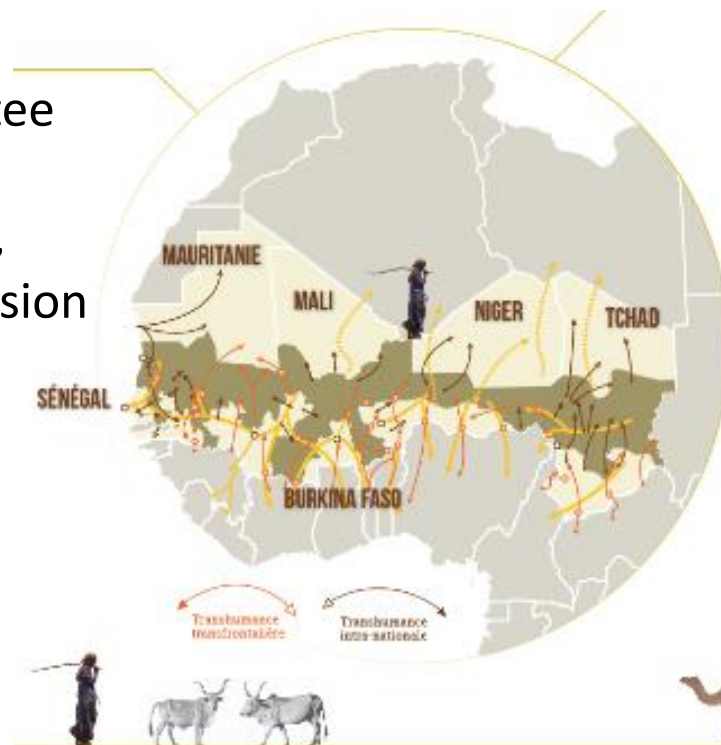 tee
,
sion
MAURITANIE
MALI
NIGER
TCHAD
SÉNÉGAL
BURKINA FASO
Transhumance
transfrontalière
Transhumance
intra-nationale